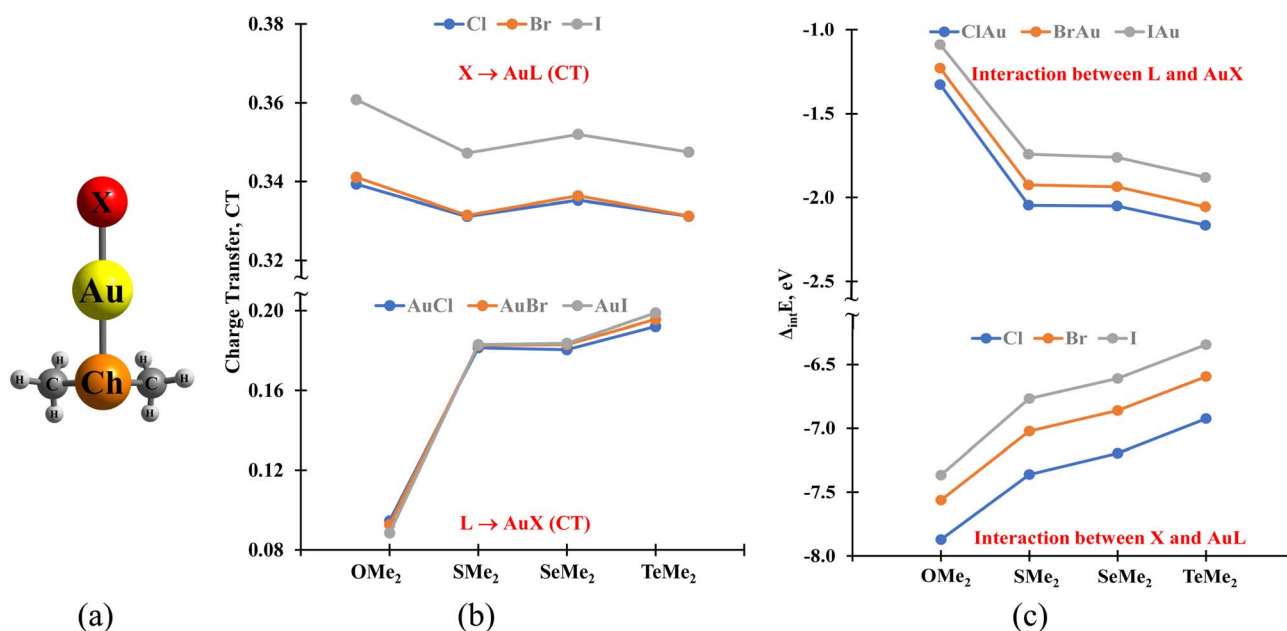 X
Au
Ch
C
C
H
H
H
H
H
H
(a)
Charge Transfer, CT
0.38
0.36
0.34
0.32
0.20
0.16
0.12
0.08
Cl Br I
X → AuL (CT)
AuCl AuBr AuI
L → AuX (CT)
OMe₂ SMe₂ SeMe₂ TeMe₂
(b)
ΔintE, eV
-1.0
-1.5
-2.0
-2.5
-6.5
-7.0
-7.5
-8.0
ClAu BrAu IAu
Interaction between L and AuX
Cl Br I
Interaction between X and AuL
OMe₂ SMe₂ SeMe₂ TeMe₂
(c)